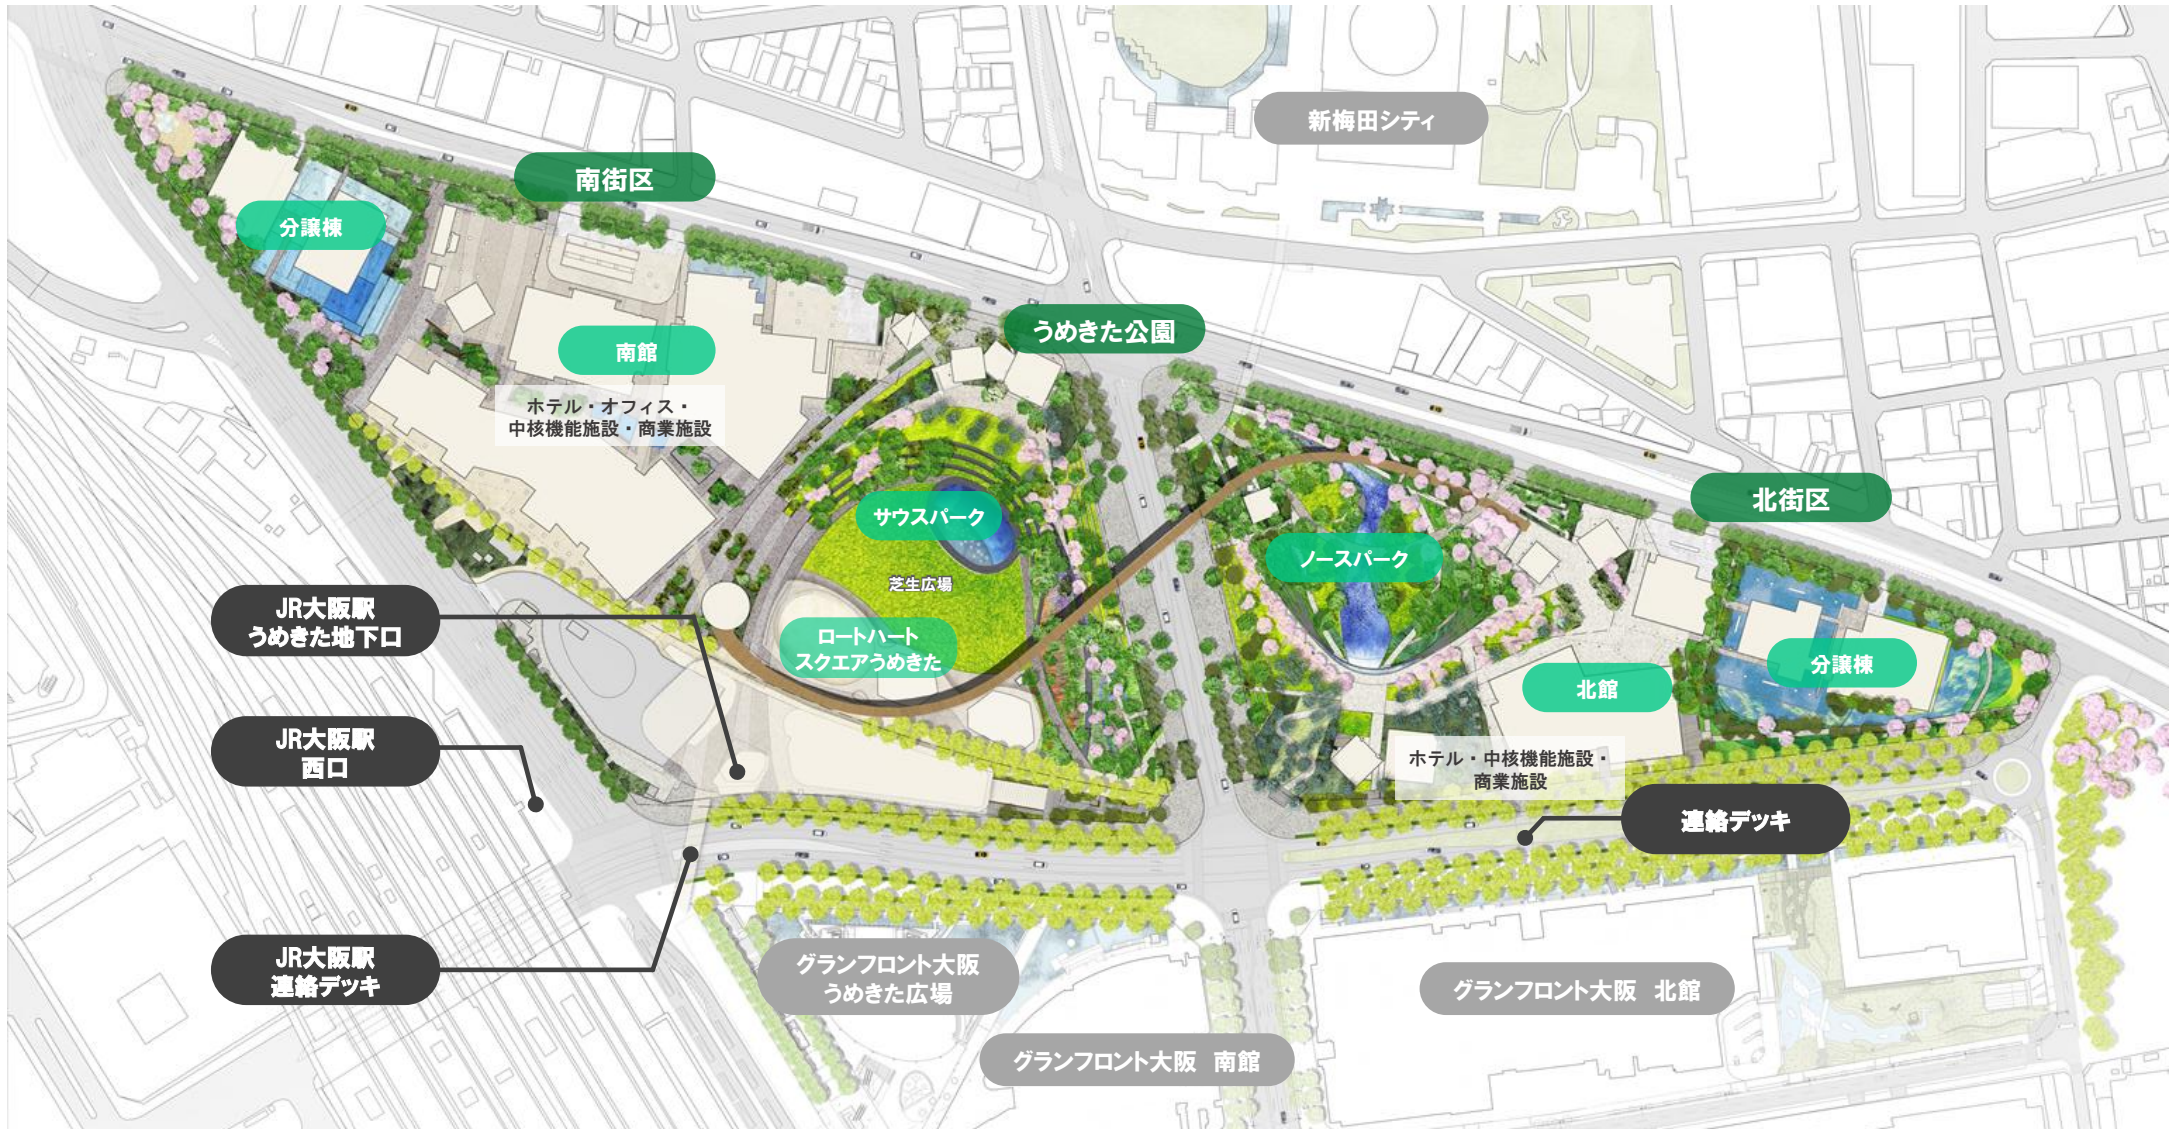 新梅田シティ
南街区
分譲棟
うめきた公園
南館
ホテル・オフィス・
中核機能施設・商業施設
北街区
サウスパーク
ノースパーク
芝生広場
JR大阪駅
うめきた地下口
ロートハート
スクエアうめきた
分譲棟
北館
JR大阪駅
西口
ホテル・中核機能施設・
商業施設
連絡デッキ
JR大阪駅
連絡デッキ
グランフロント大阪
うめきた広場
グランフロント大阪　北館
グランフロント大阪　南館